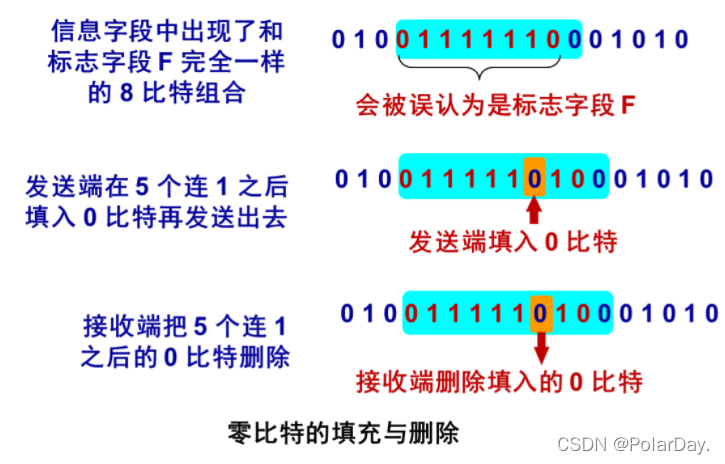 信息字段中出现了和
标志字段 F 完全一样
的 8 比特组合
0 1 0 0 1 1 1 1 1 1 0 0 0 1 0 1 0
会被误认为是标志字段 F
发送端在 5 个连 1 之后
填入 0 比特再发送出去
0 1 0 0 1 1 1 1 1 0 1 0 0 0 1 0 1 0
发送端填入 0 比特
接收端把 5 个连 1
之后的 0 比特删除
0 1 0 0 1 1 1 1 1 0 1 0 0 0 1 0 1 0
接收端删除填入的 0 比特
零比特的填充与删除
CSDN @PolarDay.